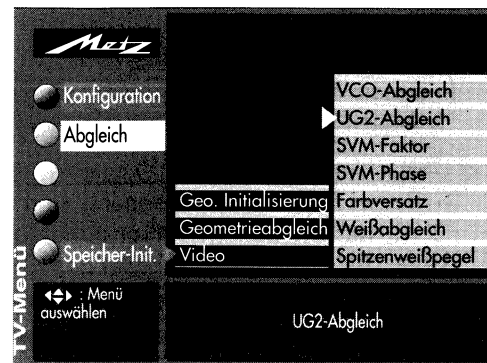 Metz
Konfiguration
Abgleich
Speicher-Init.
Geo. Initialisierung
Geometrieabgleich
Video
VCO-Abgleich
UG2-Abgleich
SVM-Faktor
SVM-Phase
Farbversatz
Weißabgleich
Spitzenweißpegel
TV-Menü
: Menü
auswählen
UG2-Abgleich